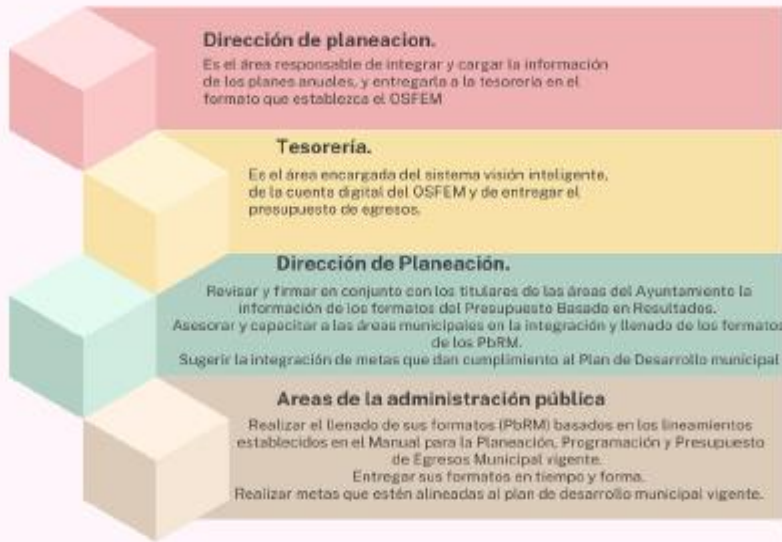 Dirección de planeacion.
Es el área responsable de integrar y cargar la información
de los planes anuales, y entregarla a la tesorería en el
formato que establezca el OSFEM
Tesorería.
Es el área encargada del sistema visión inteligente,
de la cuenta digital del OSFEM y de entregar el
presupuesto de egresos.
Dirección de Planeación.
Revisar y firmar en conjunto con los titulares de las áreas del Ayuntamiento la
información de los formatos del Presupuesto Basada en Resultados.
Asesorar y capacitar a las áreas municipales en la integración y llenado de los formatos
de los PbRM.
Sugerir la integración de metas que dan cumplimiento al Plan de Desarrollo municipal
Areas de la administración pública
Realizar el llenado de sus formatos (PbRM) basados en los lineamientos
establecidos en el Manual para la Planeación, Programación y Presupuesto
de Egresos Municipal vigente.
Entregar sus formatos en tiempo y forma.
Realizar metas que estén alineadas al plan de desarrollo municipal vigente.